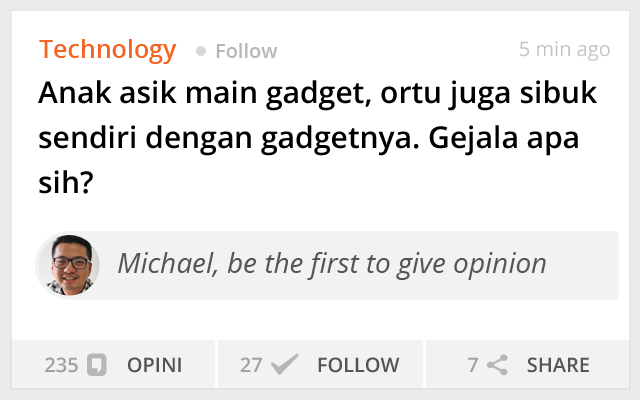 Technology Follow 5 min ago
Anak asik main gadget, ortu juga sibuk
sendiri dengan gadgetnya. Gejala apa
sih?
Michael, be the first to give opinion
235 OPINI 27 FOLLOW 7 SHARE